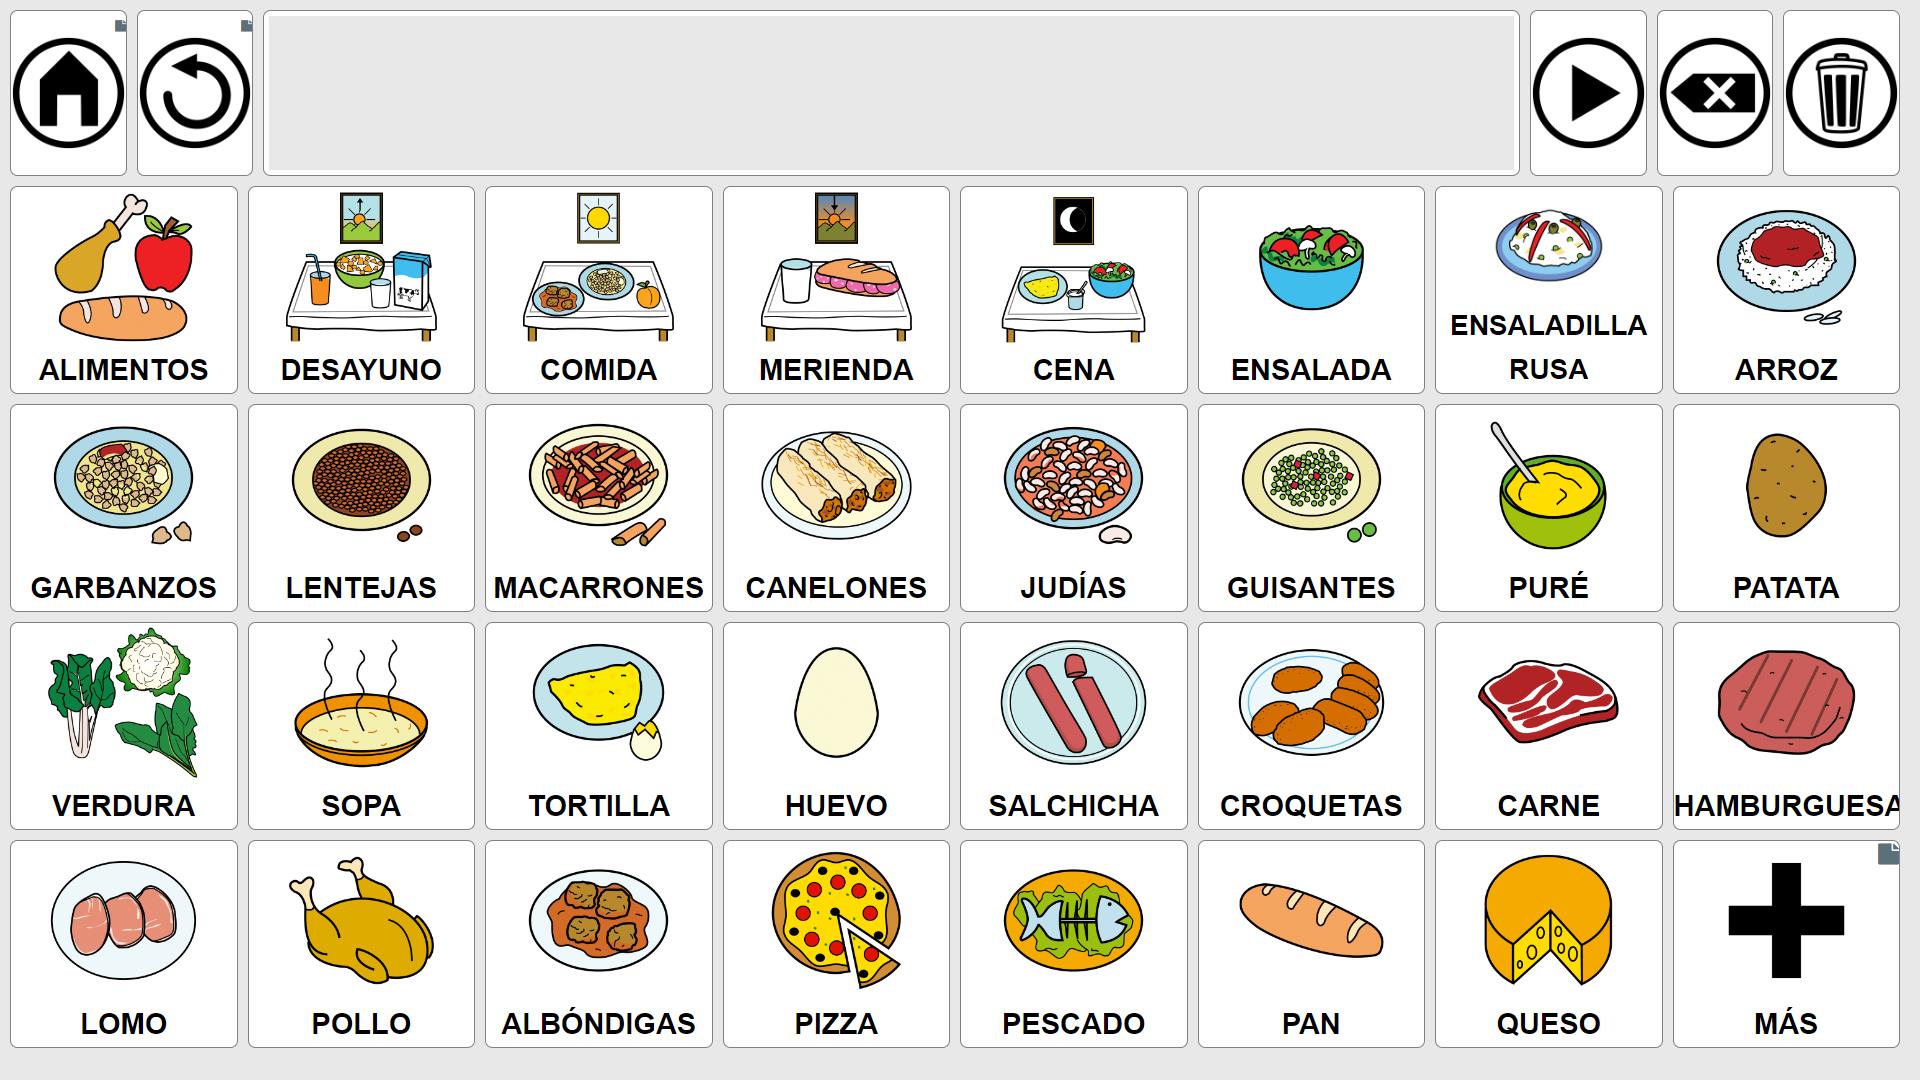 ALIMENTOS
DESAYUNO
COMIDA
MERIENDA
CENA
ENSALADA
ENSALADILLA
RUSA
ARROZ
GARBANZOS
LENTEJAS
MACARRONES
CANELONES
JUDÍAS
GUISANTES
PURÉ
PATATA
VERDURA
SOPA
TORTILLA
HUEVO
SALCHICHA
CROQUETAS
CARNE
HAMBURGUESA
LOMO
POLLO
ALBÓNDIGAS
PIZZA
PESCADO
PAN
QUESO
MÁS